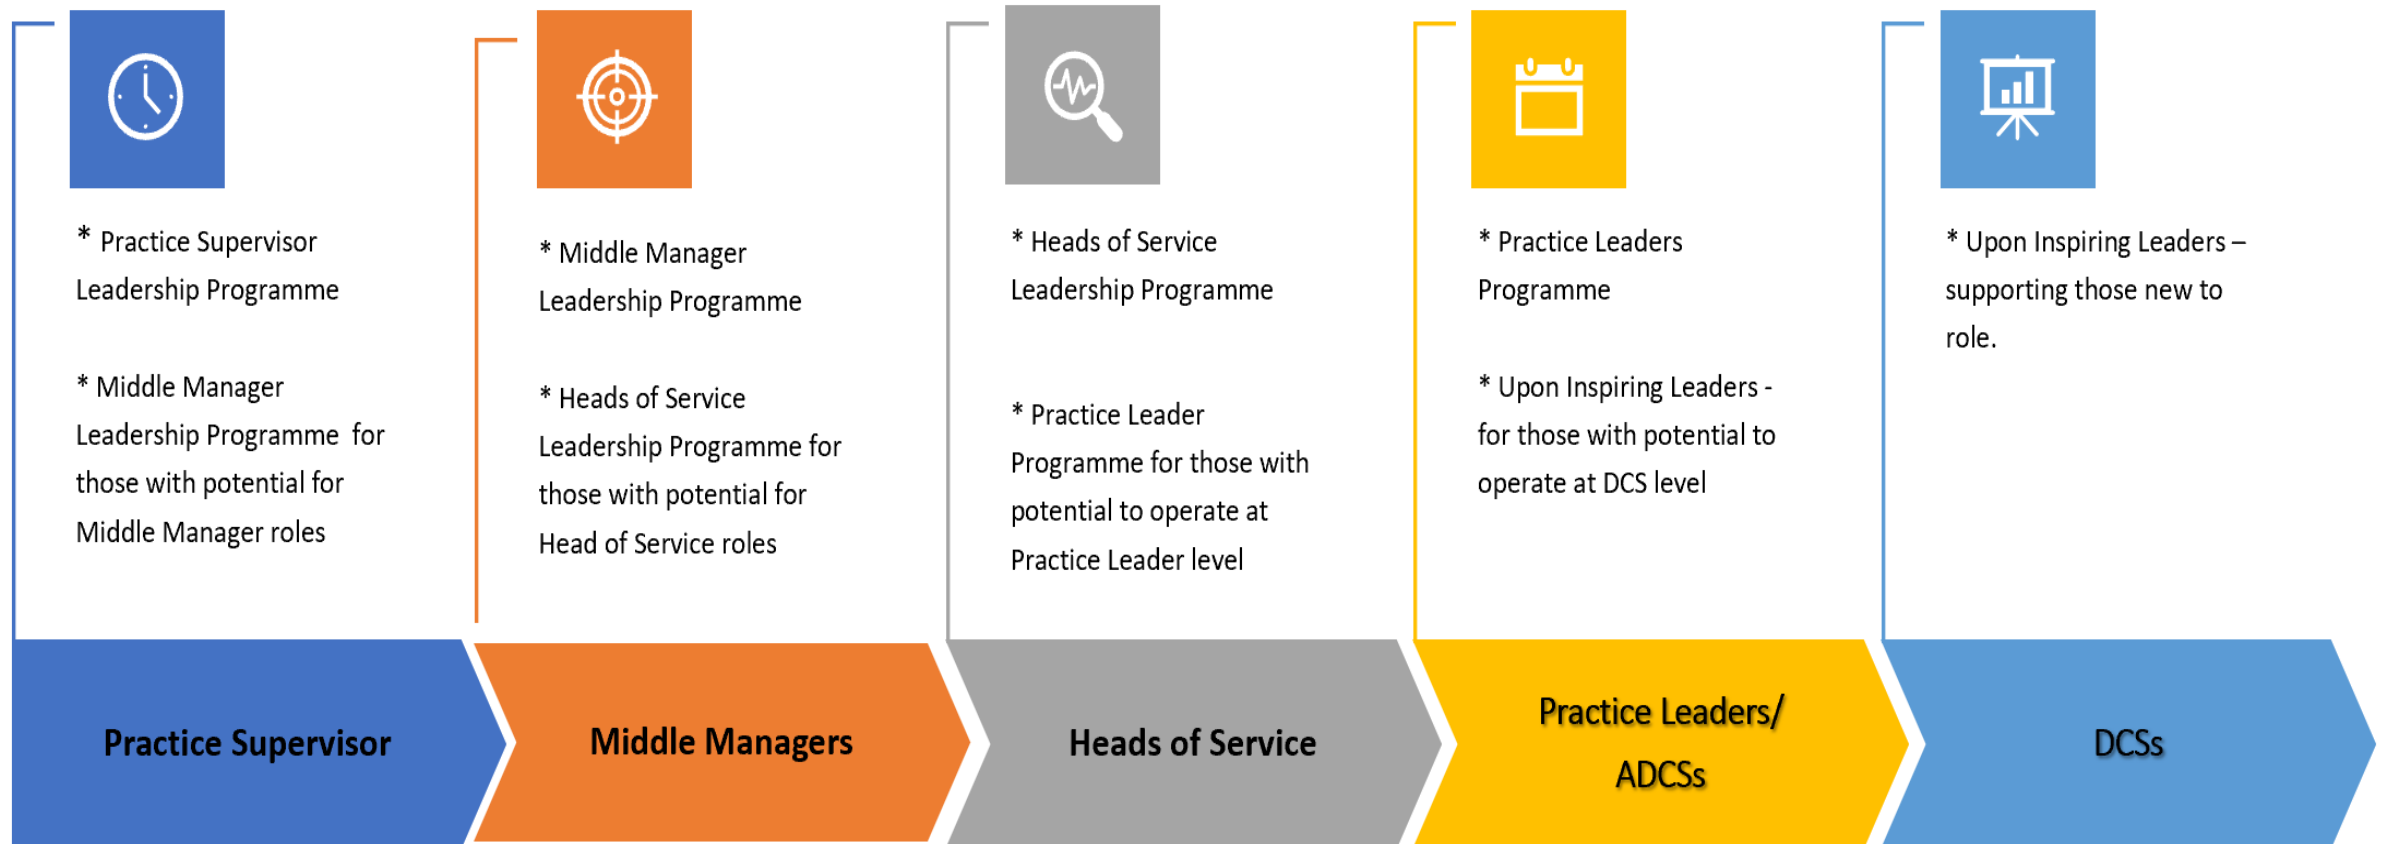 * Practice Supervisor
Leadership Programme
* Middle Manager
Leadership Programme  for
those with potential for
Middle Manager roles
* Middle Manager
Leadership Programme
* Heads of Service
Leadership Programme for
those with potential for
Head of Service roles
* Heads of Service
Leadership Programme
* Practice Leader
Programme for those with
potential to operate at
Practice Leader level
* Practice Leaders
Programme
* Upon Inspiring Leaders -
for those with potential to
operate at DCS level
* Upon Inspiring Leaders –
supporting those new to
role.
Practice Supervisor
Middle Managers
Heads of Service
Practice Leaders/
ADCSs
DCSs